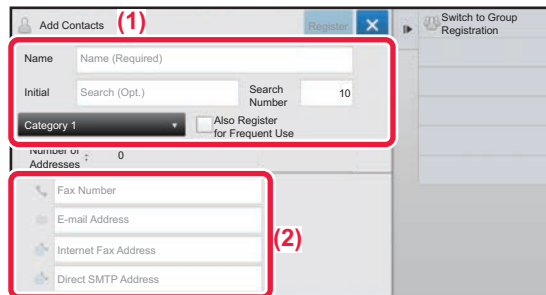 Add Contacts
(1)
Register
Switch to Group
Registration
Name
Name (Required)
Initial
Search (Opt.)
Search
Number
10
Category 1
Also Register
for Frequent Use
Number of
Addresses
:
0
Fax Number
E-mail Address
Internet Fax Address
Direct SMTP Address
(2)